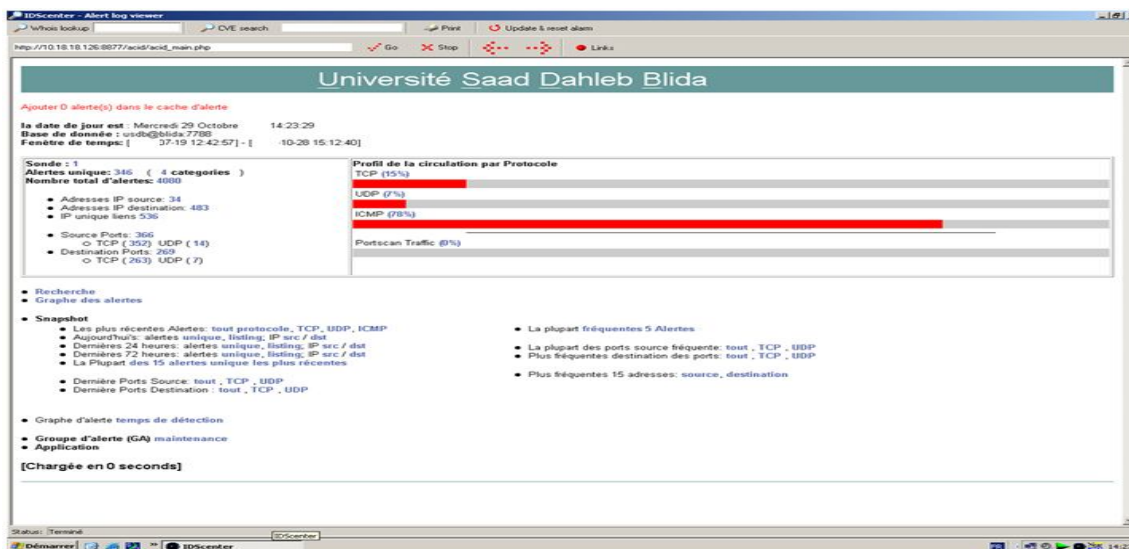 IDScenter - Alert log viewer
Whois lookup CVE search Print Update & reset alarm
http://10.18.18.126:8877/acid/acid_main.php Go Stop Links
Université Saad Dahleb Blida
Ajouter 0 alerte(s) dans le cache d'alerte
la date de jour est : Mercredi 29 Octobre 14:23:29
Base de donnée : usdb@blida:7788
Fenêtre de temps: [ 07-19 12:42:57] - [ -10-28 15:12:40]
Sonde : 1
Alertes unique: 346 ( 4 categories )
Nombre total d'alertes: 4080
Adresses IP source: 34
Adresses IP destination: 483
IP unique liens 536
Source Ports: 366
TCP ( 352) UDP ( 14)
Destination Ports: 269
TCP ( 263) UDP ( 7)
Profil de la circulation par Protocole
TCP (15%)
UDP (7%)
ICMP (78%)
Portscan Traffic (0%)
Recherche
Graphe des alertes
Snapshot
Les plus récentes Alertes: tout protocole, TCP, UDP, ICMP
Aujourd'hui's: alertes unique, listing; IP src / dst
Dernières 24 heures: alertes unique, listing; IP src / dst
Dernières 72 heures: alertes unique, listing; IP src / dst
La Plupart des 15 alertes unique les plus récentes
Dernière Ports Source: tout , TCP , UDP
Dernière Ports Destination : tout , TCP , UDP
La plupart fréquentes 5 Alertes
La plupart des ports source fréquente: tout , TCP , UDP
Plus fréquentes destination des ports: tout , TCP , UDP
Plus fréquentes 15 adresses: source, destination
Graphe d'alerte temps de détection
Groupe d'alerte (GA) maintenance
Application
[Chargée en 0 seconds]
Status: Terminé
IDScenter
Démarrer » IDScenter FR